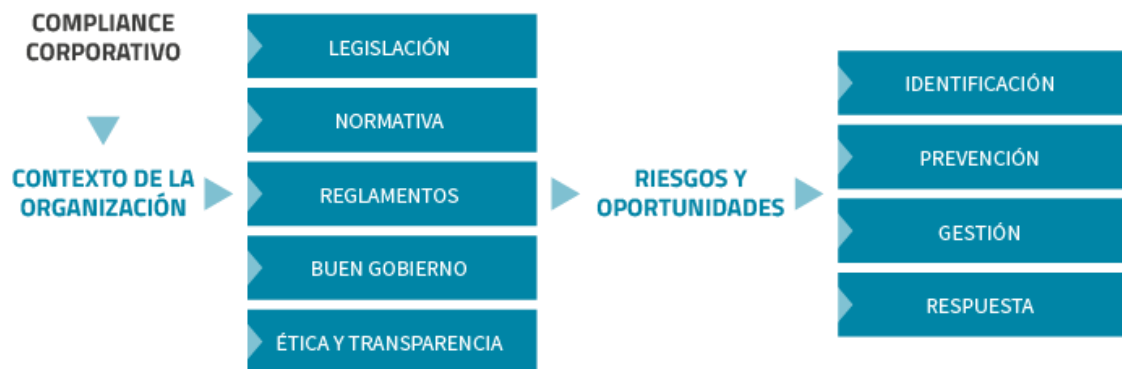 COMPLIANCE
CORPORATIVO
CONTEXTO DE LA
ORGANIZACIÓN
LEGISLACIÓN
NORMATIVA
REGLAMENTOS
BUEN GOBIERNO
ÉTICA Y TRANSPARENCIA
RIESGOS Y
OPORTUNIDADES
IDENTIFICACIÓN
PREVENCIÓN
GESTIÓN
RESPUESTA